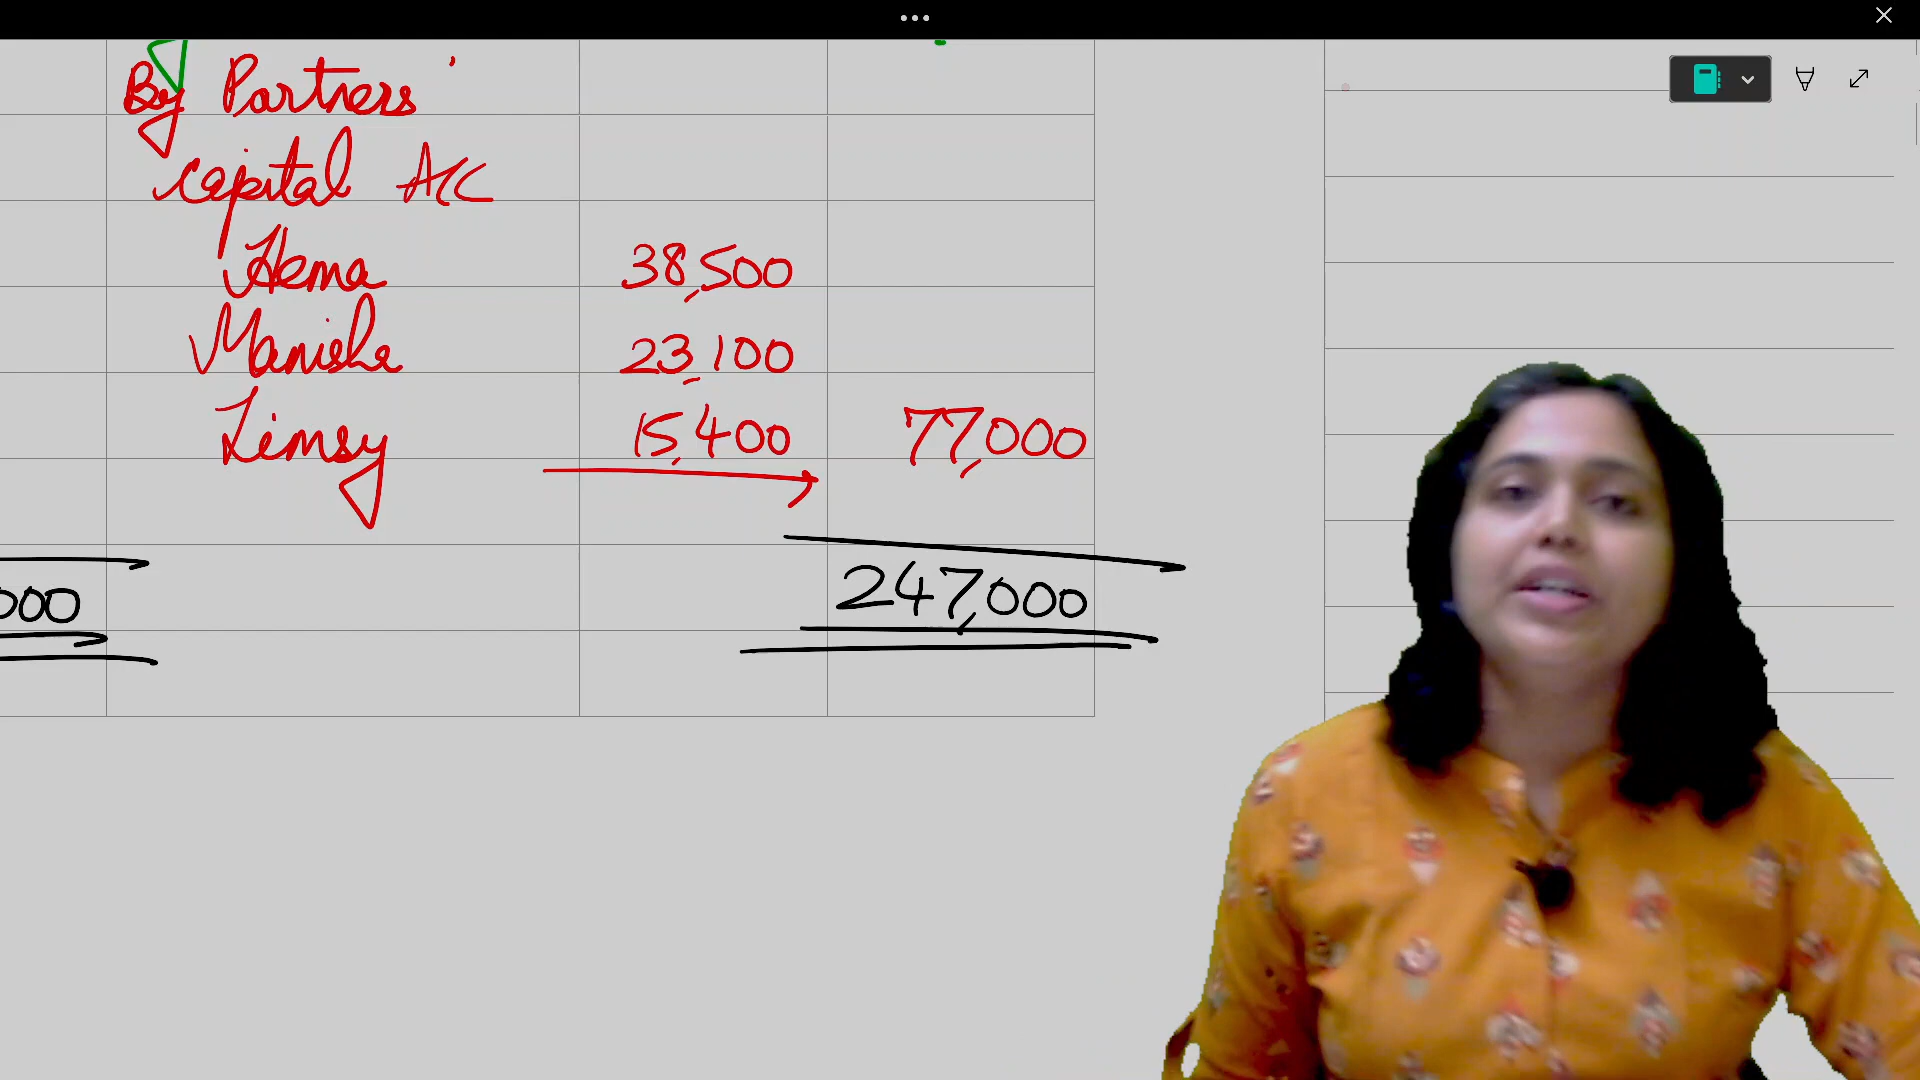 By Partners'
Capital A/C
Hema 38,500
Manisha 23,100
Limsy 15,400 77,000
000 247,000